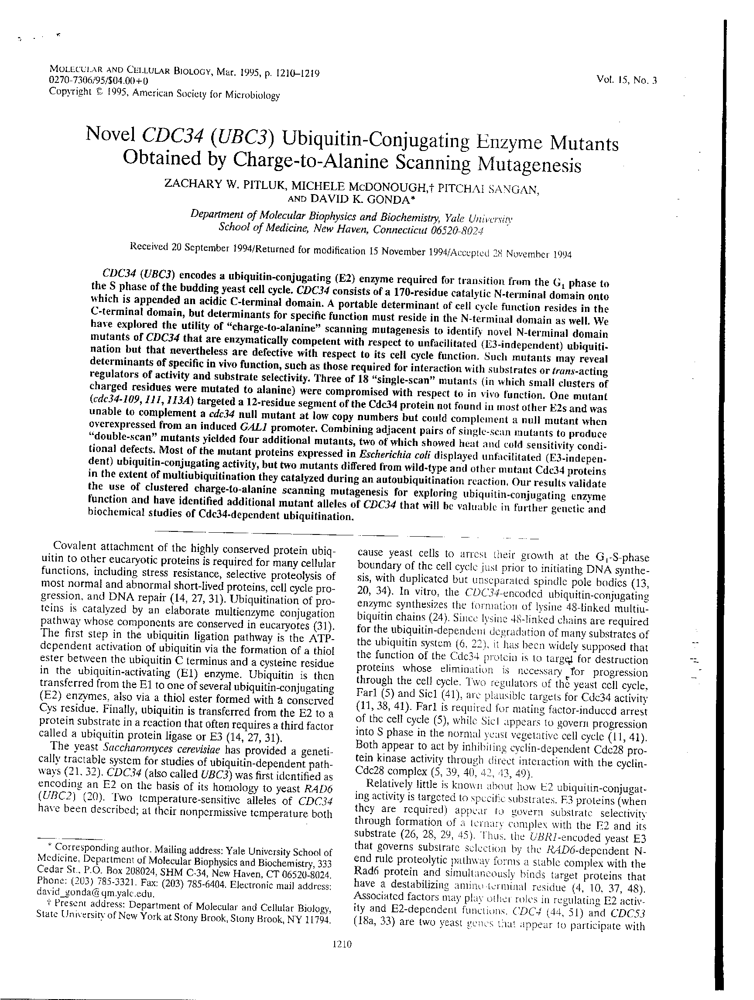 MOLECULAR AND CELLULAR BIOLOGY, Mar. 1995, p. 1210–1219
0270-7306/95/$04.00+0
Copyright © 1995, American Society for Microbiology
Vol. 15, No. 3
Novel CDC34 (UBC3) Ubiquitin-Conjugating Enzyme Mutants
Obtained by Charge-to-Alanine Scanning Mutagenesis
ZACHARY W. PITLUK, MICHELE McDONOUGH,† PITCHAI SANGAN,
AND DAVID K. GONDA*
Department of Molecular Biophysics and Biochemistry, Yale University
School of Medicine, New Haven, Connecticut 06520-8024
Received 20 September 1994/Returned for modification 15 November 1994/Accepted 28 November 1994
CDC34 (UBC3) encodes a ubiquitin-conjugating (E2) enzyme required for transition from the G1 phase to
the S phase of the budding yeast cell cycle. CDC34 consists of a 170-residue catalytic N-terminal domain onto
which is appended an acidic C-terminal domain. A portable determinant of cell cycle function resides in the
C-terminal domain, but determinants for specific function must reside in the N-terminal domain as well. We
have explored the utility of “charge-to-alanine” scanning mutagenesis to identify novel N-terminal domain
mutants of CDC34 that are enzymatically competent with respect to unfacilitated (E3-independent) ubiquiti-
nation but that nevertheless are defective with respect to its cell cycle function. Such mutants may reveal
determinants of specific in vivo function, such as those required for interaction with substrates or trans-acting
regulators of activity and substrate selectivity. Three of 18 “single-scan” mutants (in which small clusters of
charged residues were mutated to alanine) were compromised with respect to in vivo function. One mutant
(cdc34-109, 111, 113A) targeted a 12-residue segment of the Cdc34 protein not found in most other E2s and was
unable to complement a cdc34 null mutant at low copy numbers but could complement a null mutant when
overexpressed from an induced GAL1 promoter. Combining adjacent pairs of single-scan mutants to produce
“double-scan” mutants yielded four additional mutants, two of which showed heat and cold sensitivity condi-
tional defects. Most of the mutant proteins expressed in Escherichia coli displayed unfacilitated (E3-indepen-
dent) ubiquitin-conjugating activity, but two mutants differed from wild-type and other mutant Cdc34 proteins
in the extent of multiubiquitination they catalyzed during an autoubiquitination reaction. Our results validate
the use of clustered charge-to-alanine scanning mutagenesis for exploring ubiquitin-conjugating enzyme
function and have identified additional mutant alleles of CDC34 that will be valuable in further genetic and
biochemical studies of Cdc34-dependent ubiquitination.
Covalent attachment of the highly conserved protein ubiq-
uitin to other eucaryotic proteins is required for many cellular
functions, including stress resistance, selective proteolysis of
most normal and abnormal short-lived proteins, cell cycle pro-
gression, and DNA repair (14, 27, 31). Ubiquitination of pro-
teins is catalyzed by an elaborate multienzyme conjugation
pathway whose components are conserved in eucaryotes (31).
The first step in the ubiquitin ligation pathway is the ATP-
dependent activation of ubiquitin via the formation of a thiol
ester between the ubiquitin C terminus and a cysteine residue
in the ubiquitin-activating (E1) enzyme. Ubiquitin is then
transferred from the E1 to one of several ubiquitin-conjugating
(E2) enzymes, also via a thiol ester formed with a conserved
Cys residue. Finally, ubiquitin is transferred from the E2 to a
protein substrate in a reaction that often requires a third factor
called a ubiquitin protein ligase or E3 (14, 27, 31).
The yeast Saccharomyces cerevisiae has provided a geneti-
cally tractable system for studies of ubiquitin-dependent path-
ways (21, 32). CDC34 (also called UBC3) was first identified as
encoding an E2 on the basis of its homology to yeast RAD6
(UBC2) (20). Two temperature-sensitive alleles of CDC34
have been described; at their nonpermissive temperature both
* Corresponding author. Mailing address: Yale University School of
Medicine, Department of Molecular Biophysics and Biochemistry, 333
Cedar St., P.O. Box 208024, SHM C-34, New Haven, CT 06520-8024.
Phone: (203) 785-3321. Fax: (203) 785-6404. Electronic mail address:
david_gonda@qm.yale.edu.
† Present address: Department of Molecular and Cellular Biology,
State University of New York at Stony Brook, Stony Brook, NY 11794.
cause yeast cells to arrest their growth at the G1-S-phase
boundary of the cell cycle just prior to initiating DNA synthe-
sis, with duplicated but unseparated spindle pole bodies (13,
20, 34). In vitro, the CDC34-encoded ubiquitin-conjugating
enzyme synthesizes the formation of lysine 48-linked multiu-
biquitin chains (24). Since lysine 48-linked chains are required
for the ubiquitin-dependent degradation of many substrates of
the ubiquitin system (6, 22), it has been widely supposed that
the function of the Cdc34 protein is to target for destruction
proteins whose elimination is necessary for progression
through the cell cycle. Two regulators of the yeast cell cycle,
Far1 (5) and Sic1 (41), are plausible targets for Cdc34 activity
(11, 38, 41). Far1 is required for mating factor-induced arrest
of the cell cycle (5), while Sic1 appears to govern progression
into S phase in the normal yeast vegetative cell cycle (11, 41).
Both appear to act by inhibiting cyclin-dependent Cdc28 pro-
tein kinase activity through direct interaction with the cyclin-
Cdc28 complex (5, 39, 40, 42, 43, 49).
Relatively little is known about how E2 ubiquitin-conjugat-
ing activity is targeted to specific substrates. E3 proteins (when
they are required) appear to govern substrate selectivity
through formation of a ternary complex with the E2 and its
substrate (26, 28, 29, 45). Thus, the UBR1-encoded yeast E3
that governs substrate selection by the RAD6-dependent N-
end rule proteolytic pathway forms a stable complex with the
Rad6 protein and simultaneously binds target proteins that
have a destabilizing amino-terminal residue (4, 10, 37, 48).
Associated factors may play other roles in regulating E2 activ-
ity and E2-dependent functions. CDC4 (44, 51) and CDC53
(18a, 33) are two yeast genes that appear to participate with
1210